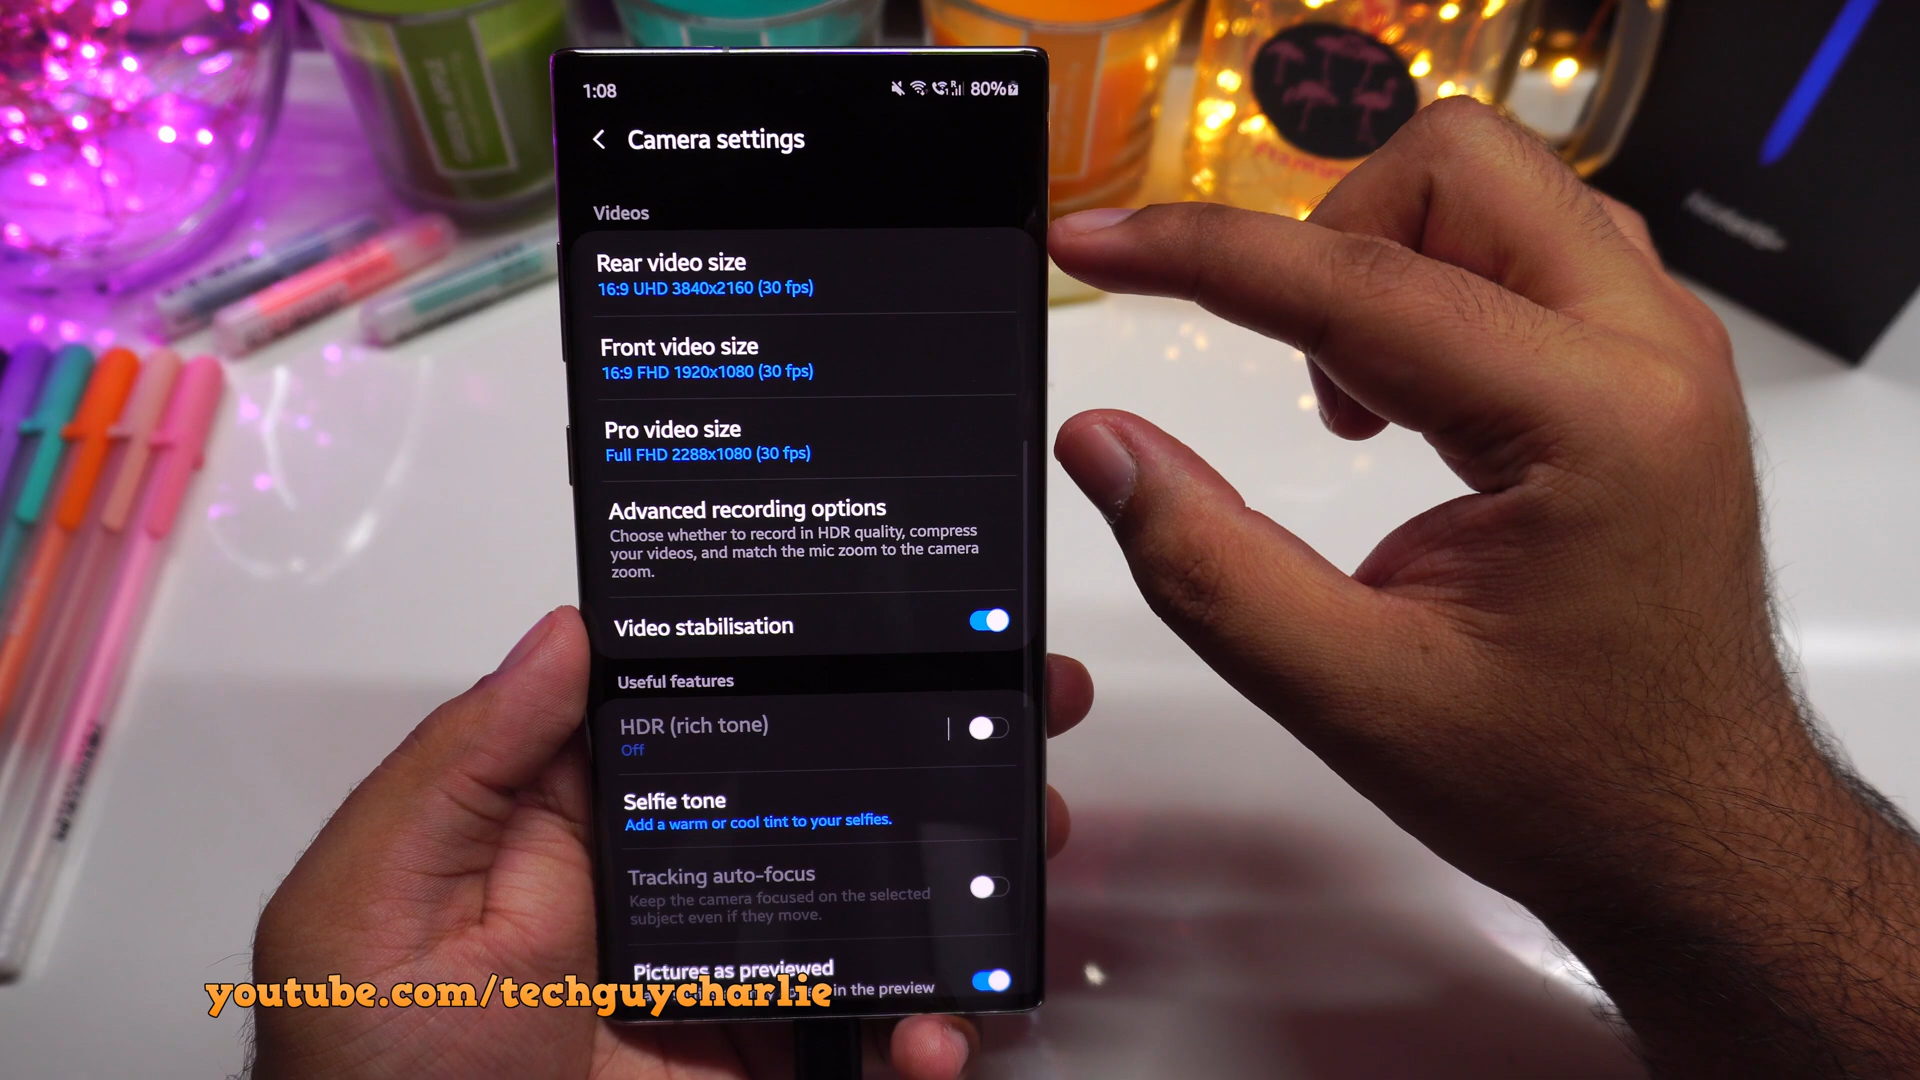 1:08
80%
Camera settings
Videos
Rear video size
16:9 UHD 3840x2160 (30 fps)
Front video size
16:9 FHD 1920x1080 (30 fps)
Pro video size
Full FHD 2288x1080 (30 fps)
Advanced recording options
Choose whether to record in HDR quality, compress
your videos, and match the mic zoom to the camera
zoom.
Video stabilisation
Useful features
HDR (rich tone)
Off
Selfie tone
Add a warm or cool tint to your selfies.
Tracking auto-focus
Keep the camera focused on the selected
subject even if they move.
Pictures as previewed
in the preview
youtube.com/techguycharlie